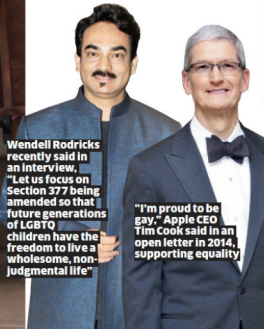 Wendell Rodricks
recently said in
an interview,
“Let us focus on
Section 377 being
amended so that
future generations
of LGBTQ
children have the
freedom to live a
wholesome, non-
judgmental life”
“I’m proud to be
gay,” Apple CEO
Tim Cook said in an
open letter in 2014,
supporting equality